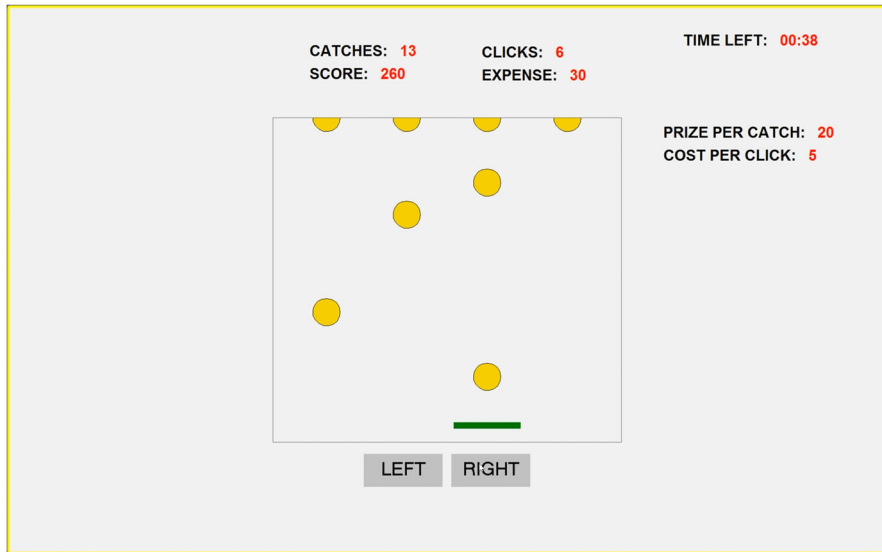 CATCHES: 13
CLICKS: 6
TIME LEFT: 00:38
SCORE: 260
EXPENSE: 30
PRIZE PER CATCH: 20
COST PER CLICK: 5
LEFT
RIGHT